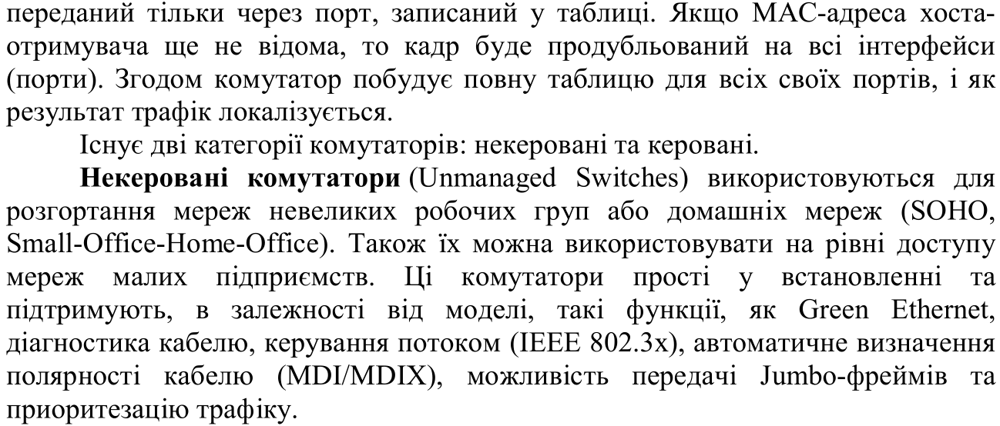 переданий тільки через порт, записаний у таблиці. Якщо MAC-адреса хоста-
отримувача ще не відома, то кадр буде продубльований на всі інтерфейси
(порти). Згодом комутатор побудує повну таблицю для всіх своїх портів, і як
результат трафік локалізується.
Існує дві категорії комутаторів: некеровані та керовані.
Некеровані комутатори (Unmanaged Switches) використовуються для
розгортання мереж невеликих робочих груп або домашніх мереж (SOHO,
Small-Office-Home-Office). Також їх можна використовувати на рівні доступу
мереж малих підприємств. Ці комутатори прості у встановленні та
підтримують, в залежності від моделі, такі функції, як Green Ethernet,
діагностика кабелю, керування потоком (IEEE 802.3x), автоматичне визначення
полярності кабелю (MDI/MDIX), можливість передачі Jumbo-фреймів та
приоритезацію трафіку.